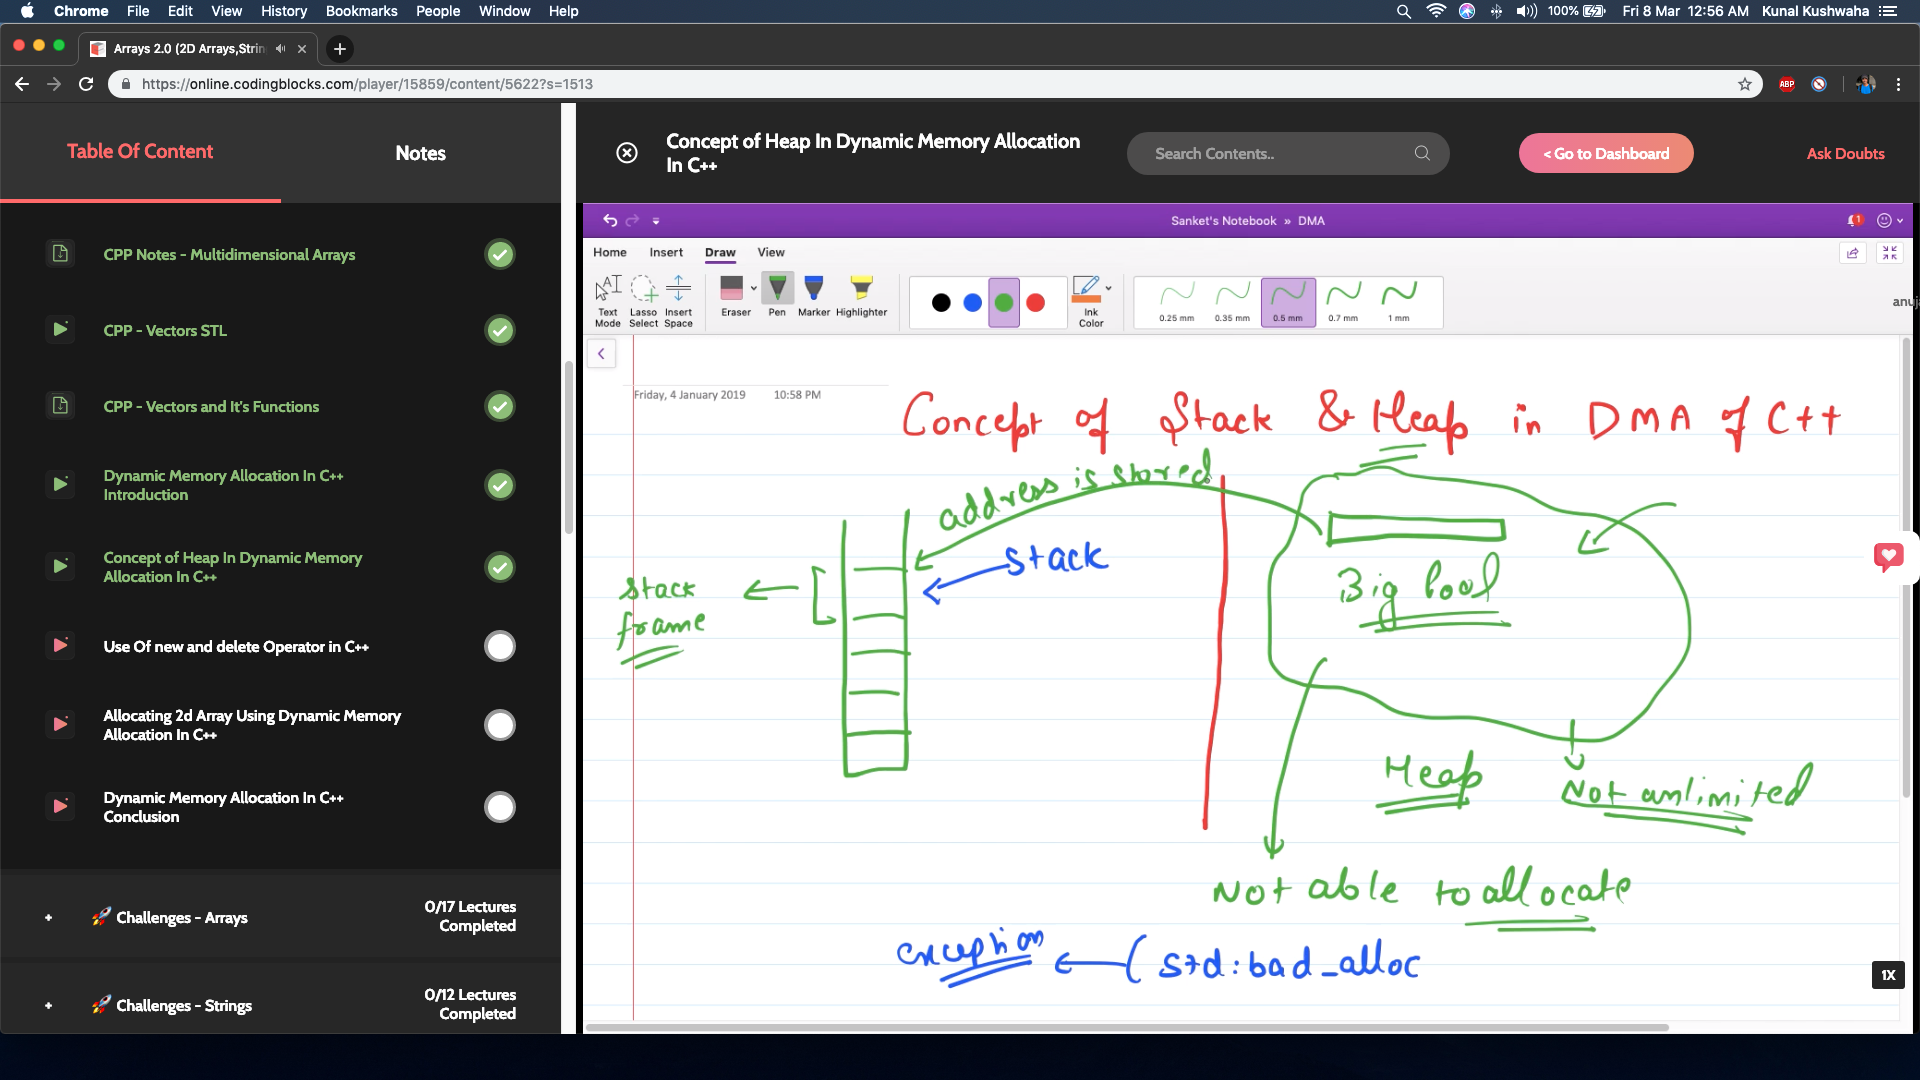 Chrome File Edit View History Bookmarks People Window Help 100% Fri 8 Mar 12:56 AM Kunal Kushwaha
Arrays 2.0 (2D Arrays,Strin
https://online.codingblocks.com/player/15859/content/5622?s=1513
ABP
Table Of Content Notes
CPP Notes - Multidimensional Arrays
CPP - Vectors STL
CPP - Vectors and It's Functions
Dynamic Memory Allocation In C++
Introduction
Concept of Heap In Dynamic Memory
Allocation In C++
Use Of new and delete Operator in C++
Allocating 2d Array Using Dynamic Memory
Allocation In C++
Dynamic Memory Allocation In C++
Conclusion
+ Challenges - Arrays 0/17 Lectures
Completed
+ Challenges - Strings 0/12 Lectures
Completed
Concept of Heap In Dynamic Memory Allocation
In C++
Search Contents..
< Go to Dashboard
Ask Doubts
Sanket's Notebook » DMA
1
Home Insert Draw View
Text
Mode
Lasso
Select
Insert
Space
Eraser
Pen
Marker
Highlighter
Ink
Color
0.25 mm 0.35 mm 0.5 mm 0.7 mm 1 mm
anuj
Friday, 4 January 2019 10:58 PM
Concept of Stack & Heap in DMA of C++
address is stored
stack
stack
frame
Big Pool
Heap
Not unlimited
Not able to allocate
exception ( std:bad_alloc
1X